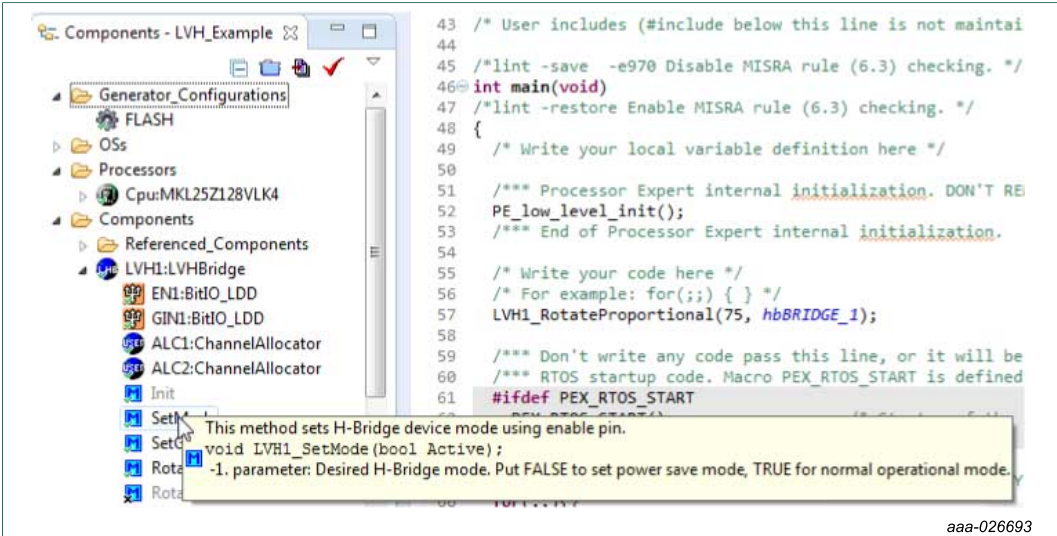 Components - LVH_Example
Generator_Configurations
FLASH
OSs
Processors
Cpu:MKL25Z128VLK4
Components
Referenced_Components
LVH1:LVHBridge
EN1:BitIO_LDD
GIN1:BitIO_LDD
ALC1:ChannelAllocator
ALC2:ChannelAllocator
Init
43 /* User includes (#include below this line is not maintai
44
45 /*lint -save  -e970 Disable MISRA rule (6.3) checking. */
46 int main(void)
47 /*lint -restore Enable MISRA rule (6.3) checking. */
48 {
49 /* Write your local variable definition here */
50
51 /*** Processor Expert internal initialization. DON'T RE
52 PE_low_level_init();
53 /*** End of Processor Expert internal initialization.
54
55 /* Write your code here */
56 /* For example: for(;;) { } */
57 LVH1_RotateProportional(75, hbBRIDGE_1);
58
59 /*** Don't write any code pass this line, or it will be
60 /*** RTOS startup code. Macro PEX_RTOS_START is defined
61 #ifdef PEX_RTOS_START
This method sets H-Bridge device mode using enable pin.
void LVH1_SetMode(bool Active);
-1. parameter: Desired H-Bridge mode. Put FALSE to set power save mode, TRUE for normal operational mode.
aaa-026693